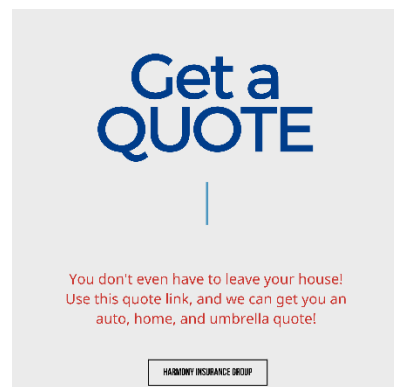 Get a
QUOTE
You don't even have to leave your house!
Use this quote link, and we can get you an
auto, home, and umbrella quote!
HARMONY INSURANCE GROUP